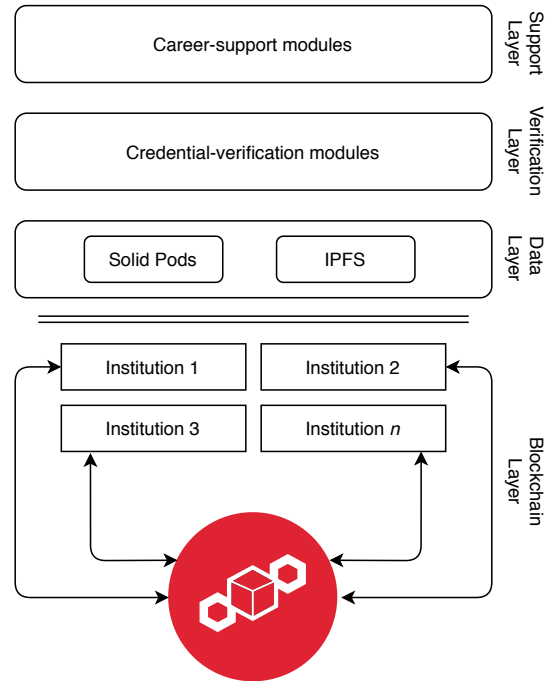 Career-support modules
Support
Layer
Credential-verification modules
Verification
Layer
Solid Pods
IPFS
Data
Layer
Institution 1
Institution 2
Institution 3
Institution n
Blockchain
Layer